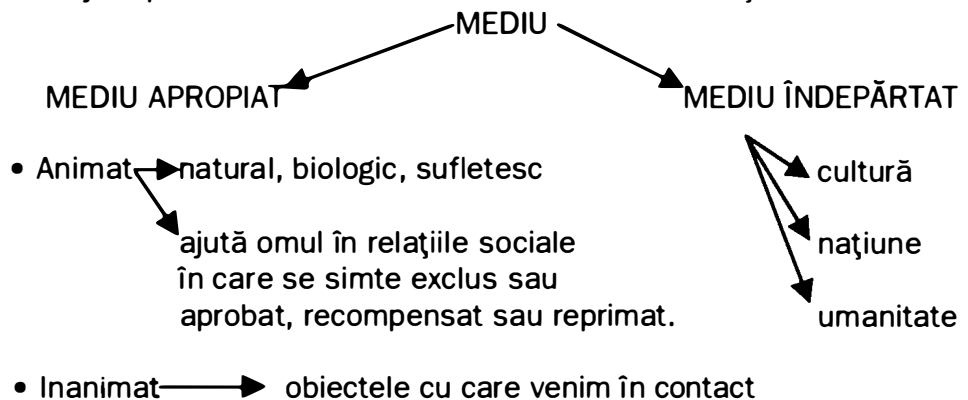 MEDIU
MEDIU APROPIAT
MEDIU ÎNDEPĂRTAT
• Animat
natural, biologic, sufletesc
cultură
ajută omul în relaţiile sociale
naţiune
în care se simte exclus sau
aprobat, recompensat sau reprimat.
umanitate
• Inanimat
obiectele cu care venim în contact